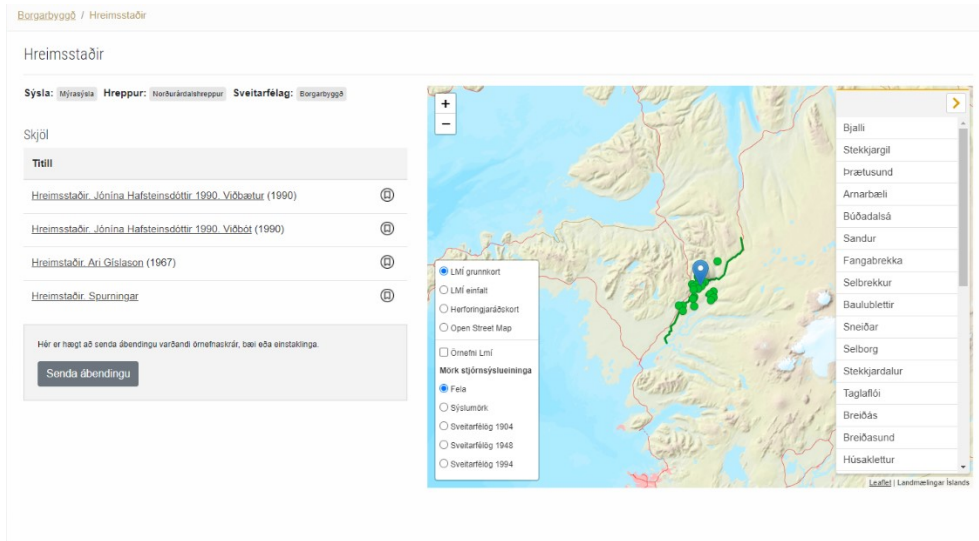 Borgarbyggð / Hreimsstaðir
Hreimsstaðir
Sýsla: Mýrasýsla Hreppur: Norðurárdalshreppur Sveitarfélag: Borgarbyggð
Skjöl
Titill
Hreimsstaðir. Jónína Hafsteinsdóttir 1990. Viðbætur (1990)
Hreimsstaðir. Jónína Hafsteinsdóttir 1990. Viðbót (1990)
Hreimstaðir. Ari Gíslason (1967)
Hreimstaðir. Spurningar
Hér er hægt að senda ábendingu varðandi örnefnaskrár, bæi eða einstaklinga.
Senda ábendingu
+
−
LMÍ grunnkort
LMÍ einfalt
Herforingjaráðskort
Open Street Map
Örnefni Lmí
Mörk stjórnsýslueininga
Fela
Sýslumörk
Sveitarfélög 1904
Sveitarfélög 1948
Sveitarfélög 1994
Bjalli
Stekkjargil
Þrætusund
Arnarbæli
Búðadalsá
Sandur
Fangabrekka
Selbrekkur
Baulublettir
Sneiðar
Selborg
Stekkjardalur
Taglaflói
Breiðás
Breiðasund
Húsaklettur
Leaflet | Landmælingar Íslands